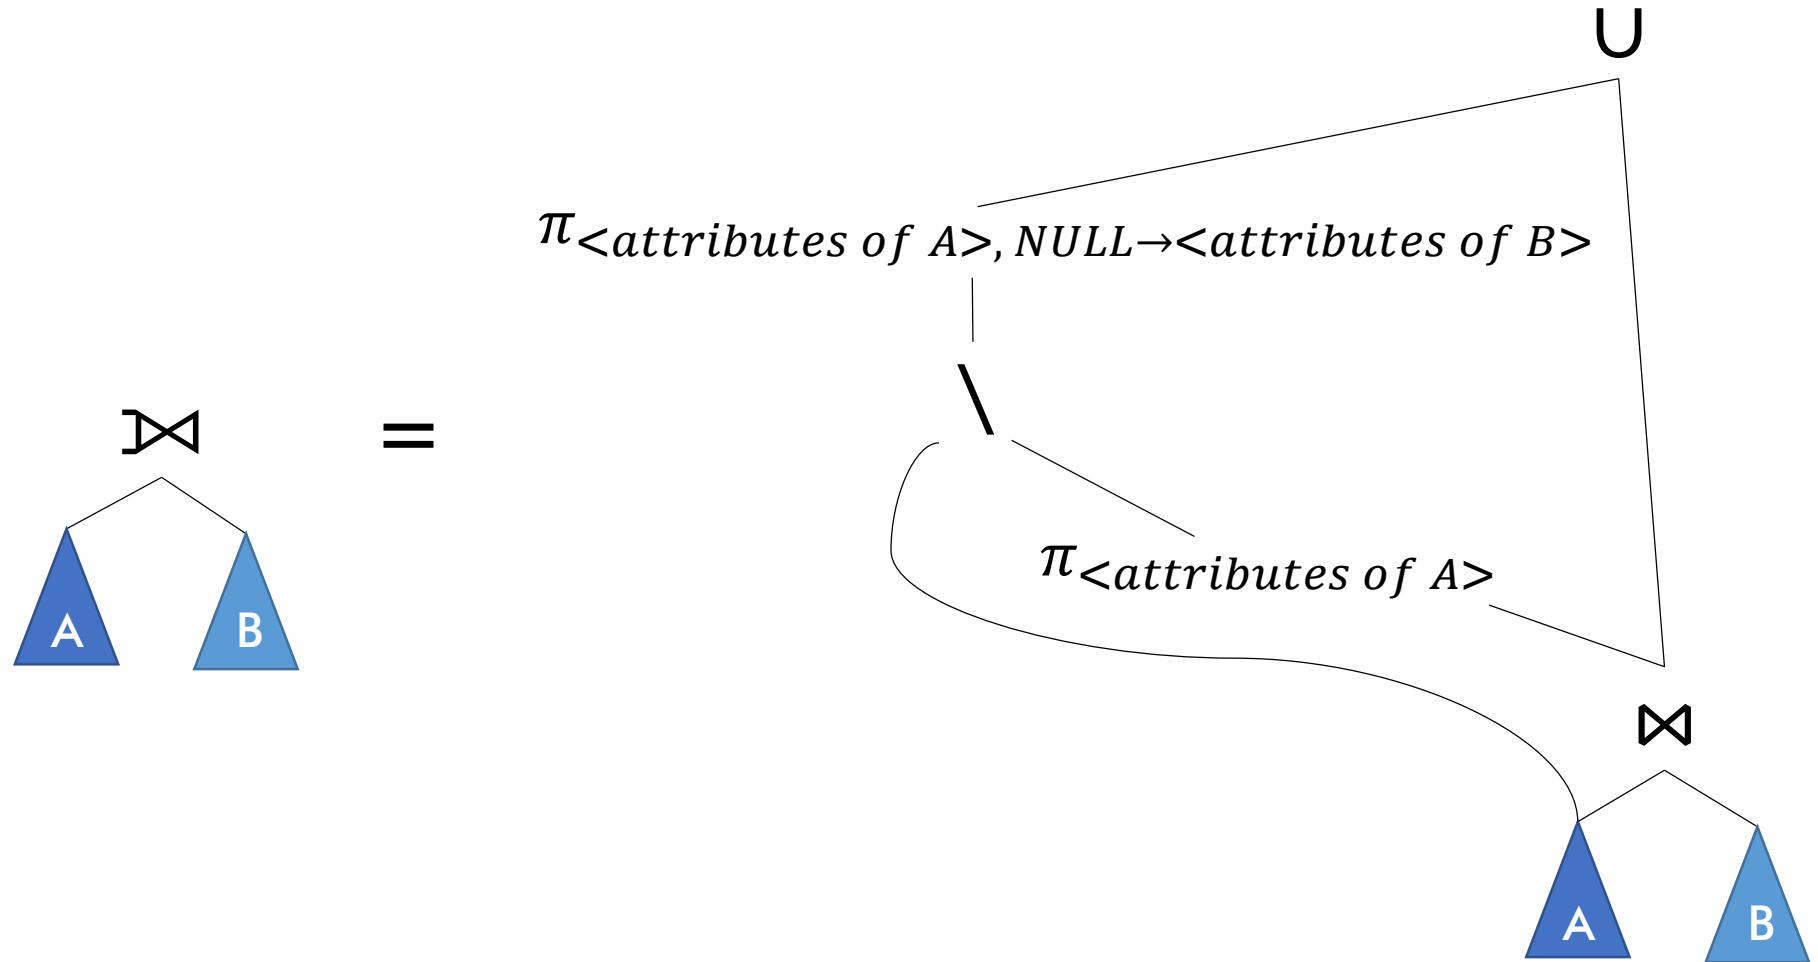 ∪
π<attributes of A>, NULL→<attributes of B>
\
⟕ =
π<attributes of A>
A B
⋈
A B